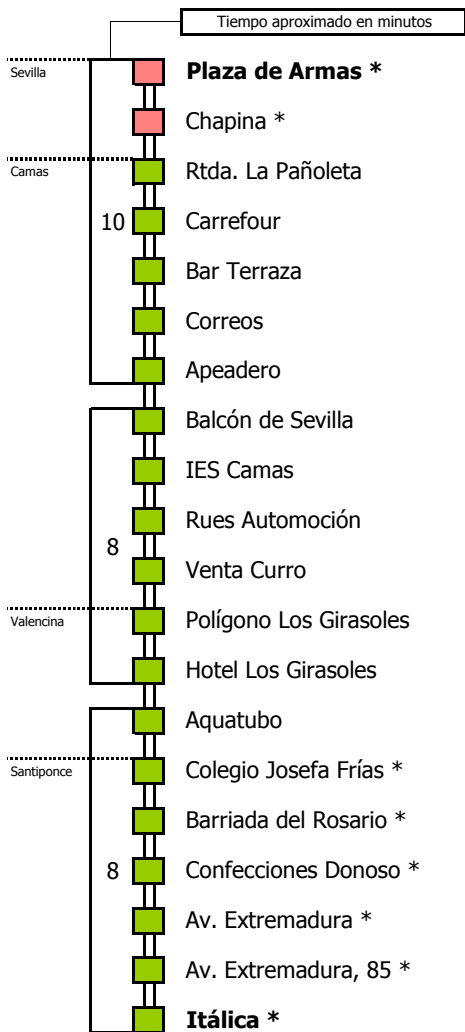 Tiempo aproximado en minutos
Sevilla
Plaza de Armas *
Chapina *
Camas
Rtda. La Pañoleta
10
Carrefour
Bar Terraza
Correos
Apeadero
Balcón de Sevilla
IES Camas
Rues Automoción
8
Venta Curro
Valencina
Polígono Los Girasoles
Hotel Los Girasoles
Aquatubo
Santiponce
Colegio Josefa Frías *
Barriada del Rosario *
8
Confecciones Donoso *
Av. Extremadura *
Av. Extremadura, 85 *
Itálica *